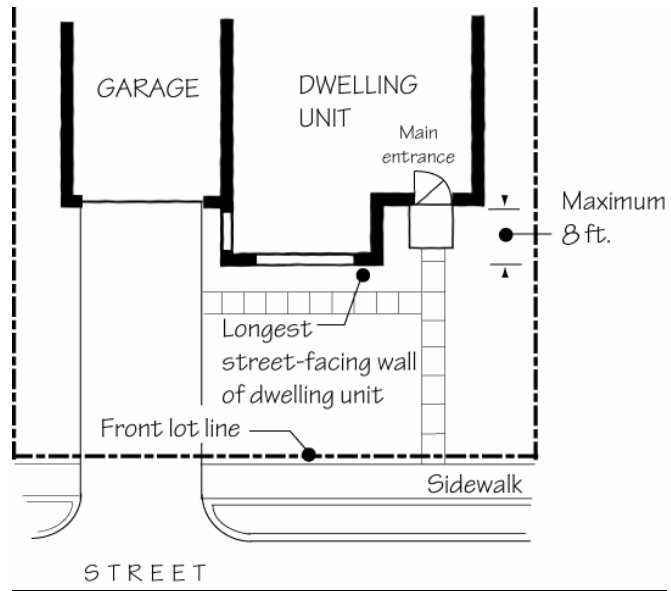 GARAGE
DWELLING
UNIT
Main
entrance
Maximum
8 ft.
Longest
street-facing wall
of dwelling unit
Front lot line
Sidewalk
STREET